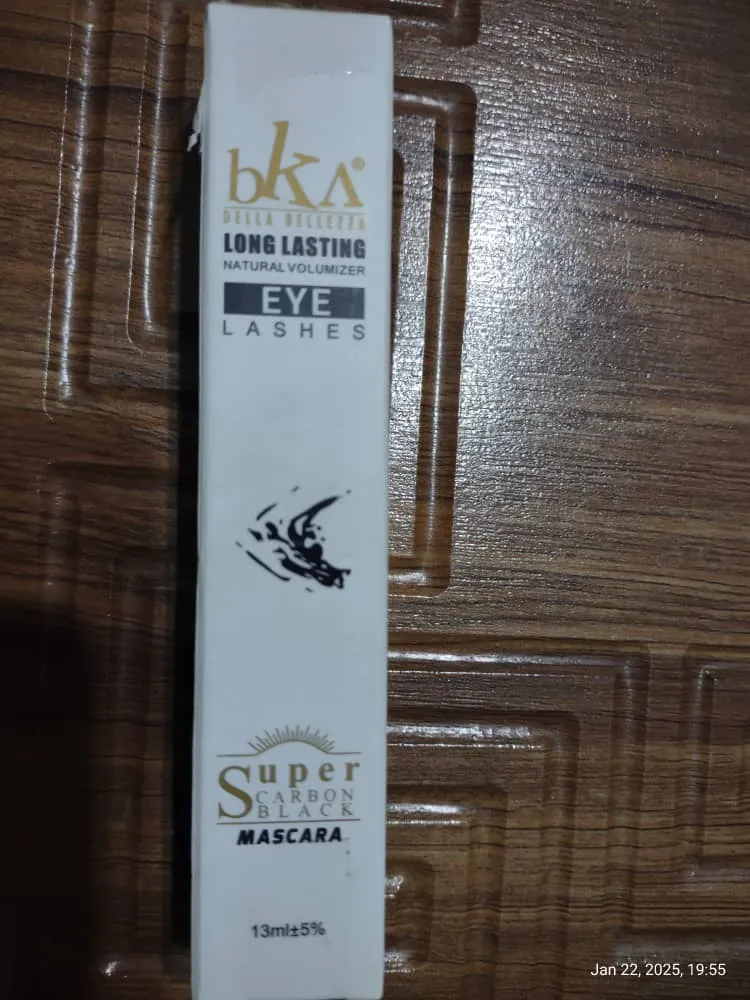 bKA®
DELLA BELLEZZA
LONG LASTING
NATURAL VOLUMIZER
EYE
LASHES
Super
CARBON
BLACK
MASCARA
13ml±5%
Jan 22, 2025, 19:55